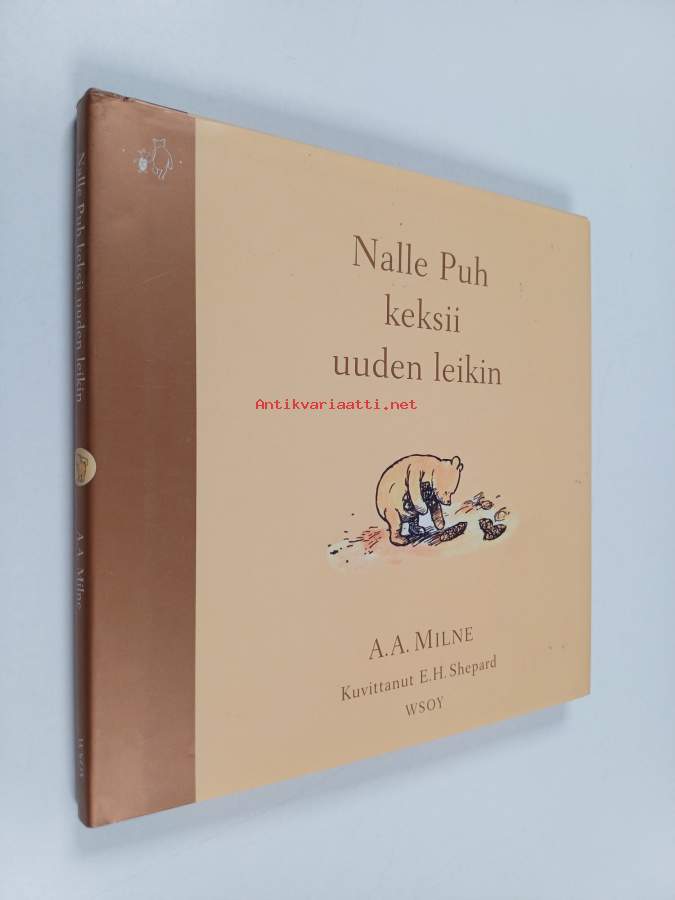 Nalle Puh keksii uuden leikin
A.A. Milne
WSOY
Nalle Puh
keksii
uuden leikin
Antikvariaatti.net
A.A. MILNE
Kuvittanut E.H. Shepard
WSOY